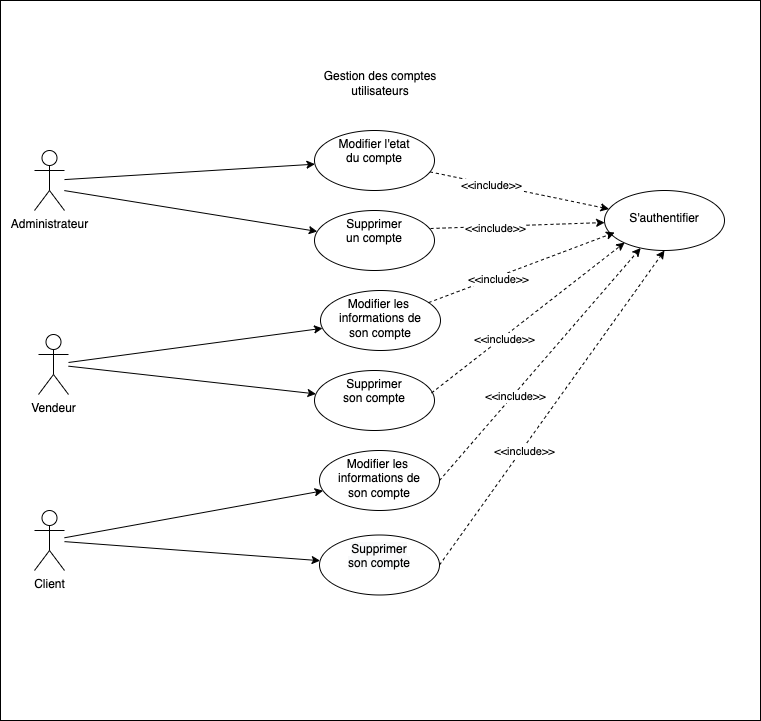 Gestion des comptes
utilisateurs
Modifier l'etat
du compte
<<include>>
Administrateur
Supprimer
un compte
<<include>>
S'authentifier
Modifier les
informations de
son compte
<<include>>
Vendeur
Supprimer
son compte
<<include>>
Modifier les
informations de
son compte
<<include>>
Client
Supprimer
son compte
<<include>>